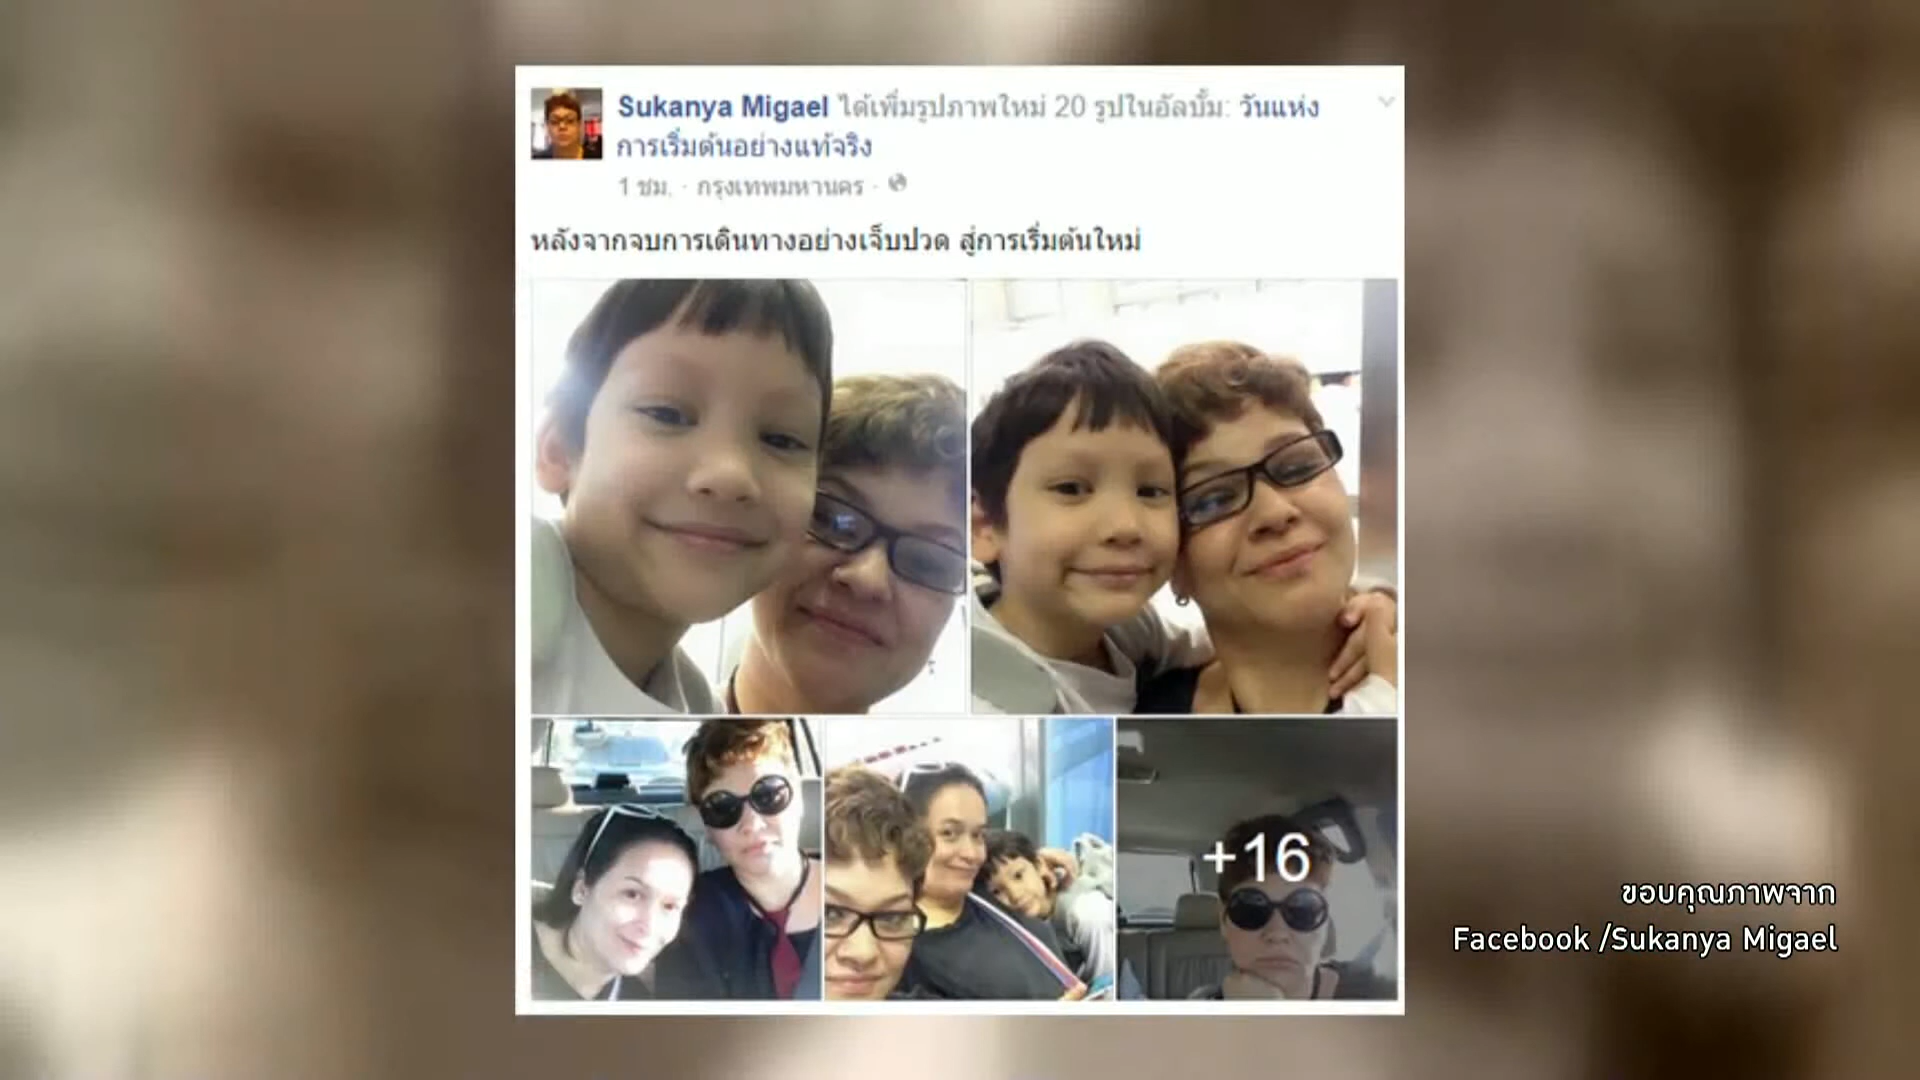 Sukanya Migael ได้เพิ่มรูปภาพใหม่ 20 รูปในอัลบั้ม: วันแห่ง
การเริ่มต้นอย่างแท้จริง
1 ชม. · กรุงเทพมหานคร ·
หลังจากจบการเดินทางอย่างเจ็บปวด สู่การเริ่มต้นใหม่
+16
ขอบคุณภาพจาก
Facebook /Sukanya Migael